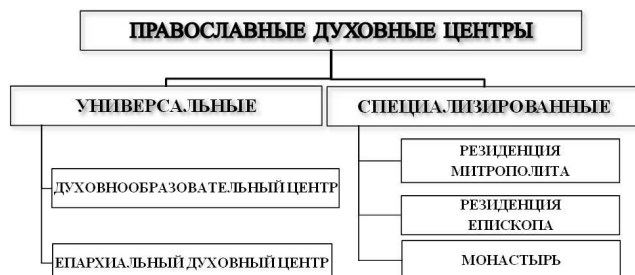 ПРАВОСЛАВНЫЕ ДУХОВНЫЕ ЦЕНТРЫ
УНИВЕРСАЛЬНЫЕ
ДУХОВНООБРАЗОВАТЕЛЬНЫЙ ЦЕНТР
ЕПАРХИАЛЬНЫЙ ДУХОВНЫЙ ЦЕНТР
СПЕЦИАЛИЗИРОВАННЫЕ
РЕЗИДЕНЦИЯ
МИТРОПОЛИТА
РЕЗИДЕНЦИЯ
ЕПИСКОПА
МОНАСТЫРЬ